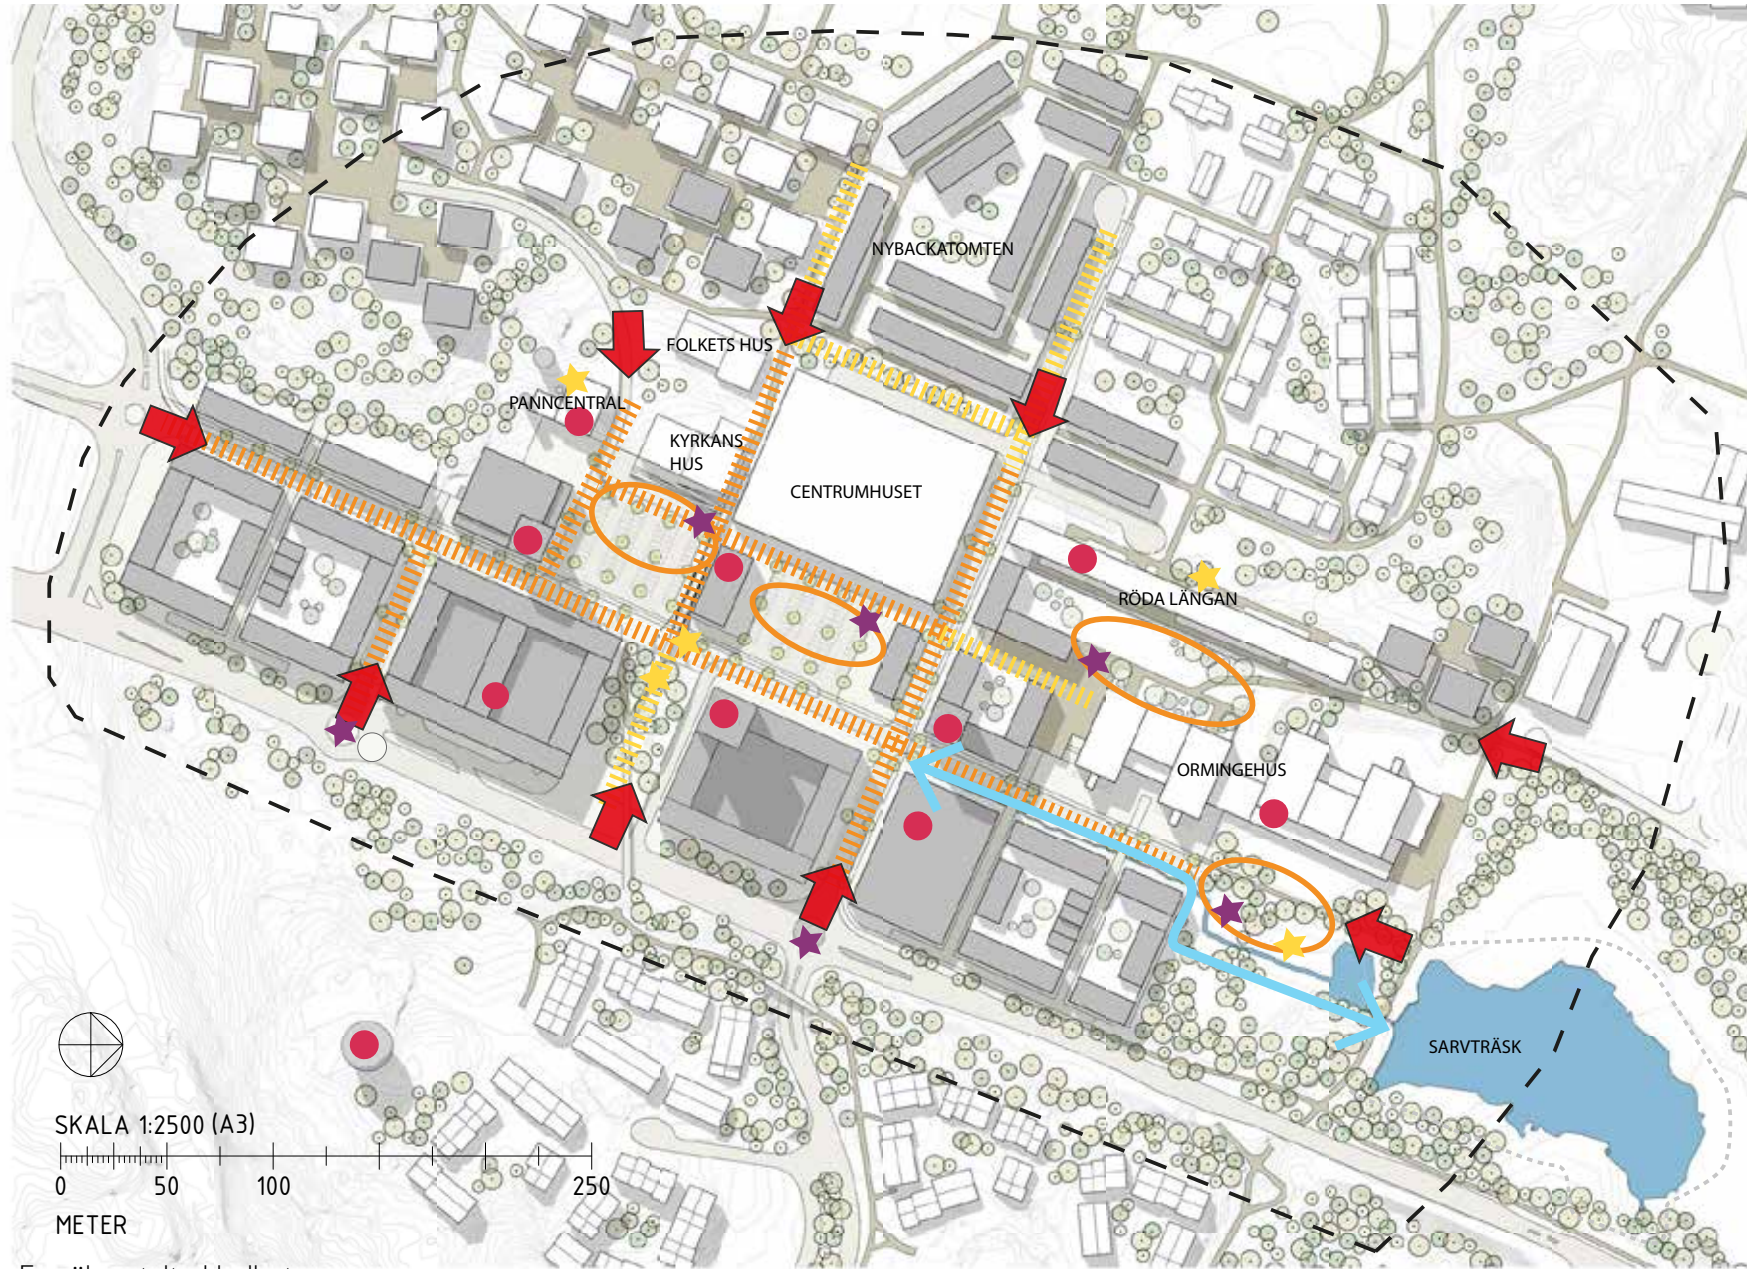 NYBACKATOMTEN
FOLKETS HUS
PANNCENTRAL
KYRKANS
HUS
CENTRUMHUSET
RÖDA LÄNGAN
ORMINGEHUS
SARVTRÄSK
SKALA 1:2500 (A3)
0 50 100 250
METER